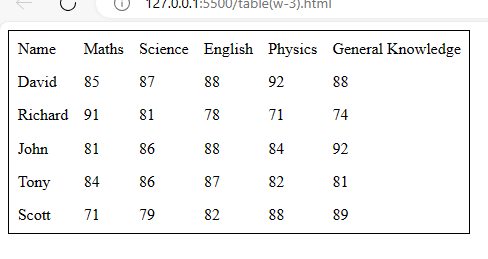 127.0.0.1:5500/table(w-3).html
Name Maths Science English Physics General Knowledge
David 85 87 88 92 88
Richard 91 81 78 71 74
John 81 86 88 84 92
Tony 84 86 87 82 81
Scott 71 79 82 88 89